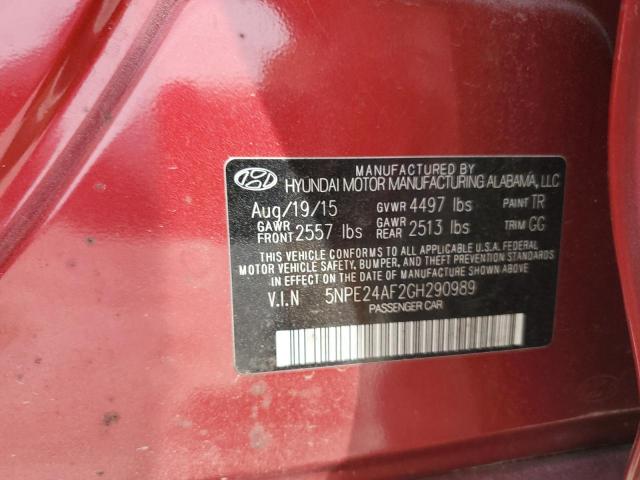 MANUFACTURED BY
HYUNDAI MOTOR MANUFACTURING ALABAMA, LLC
Aug/19/15 GVWR 4497 lbs PAINT TR
GAWR FRONT 2557 lbs GAWR REAR 2513 lbs TRIM GG
THIS VEHICLE CONFORMS TO ALL APPLICABLE U.S.A FEDERAL
MOTOR VEHICLE SAFETY, BUMPER, AND THEFT PREVENTION STANDARDS
IN EFFECT ON THE DATE OF MANUFACTURE SHOWN ABOVE.
V.I.N 5NPE24AF2GH290989
PASSENGER CAR